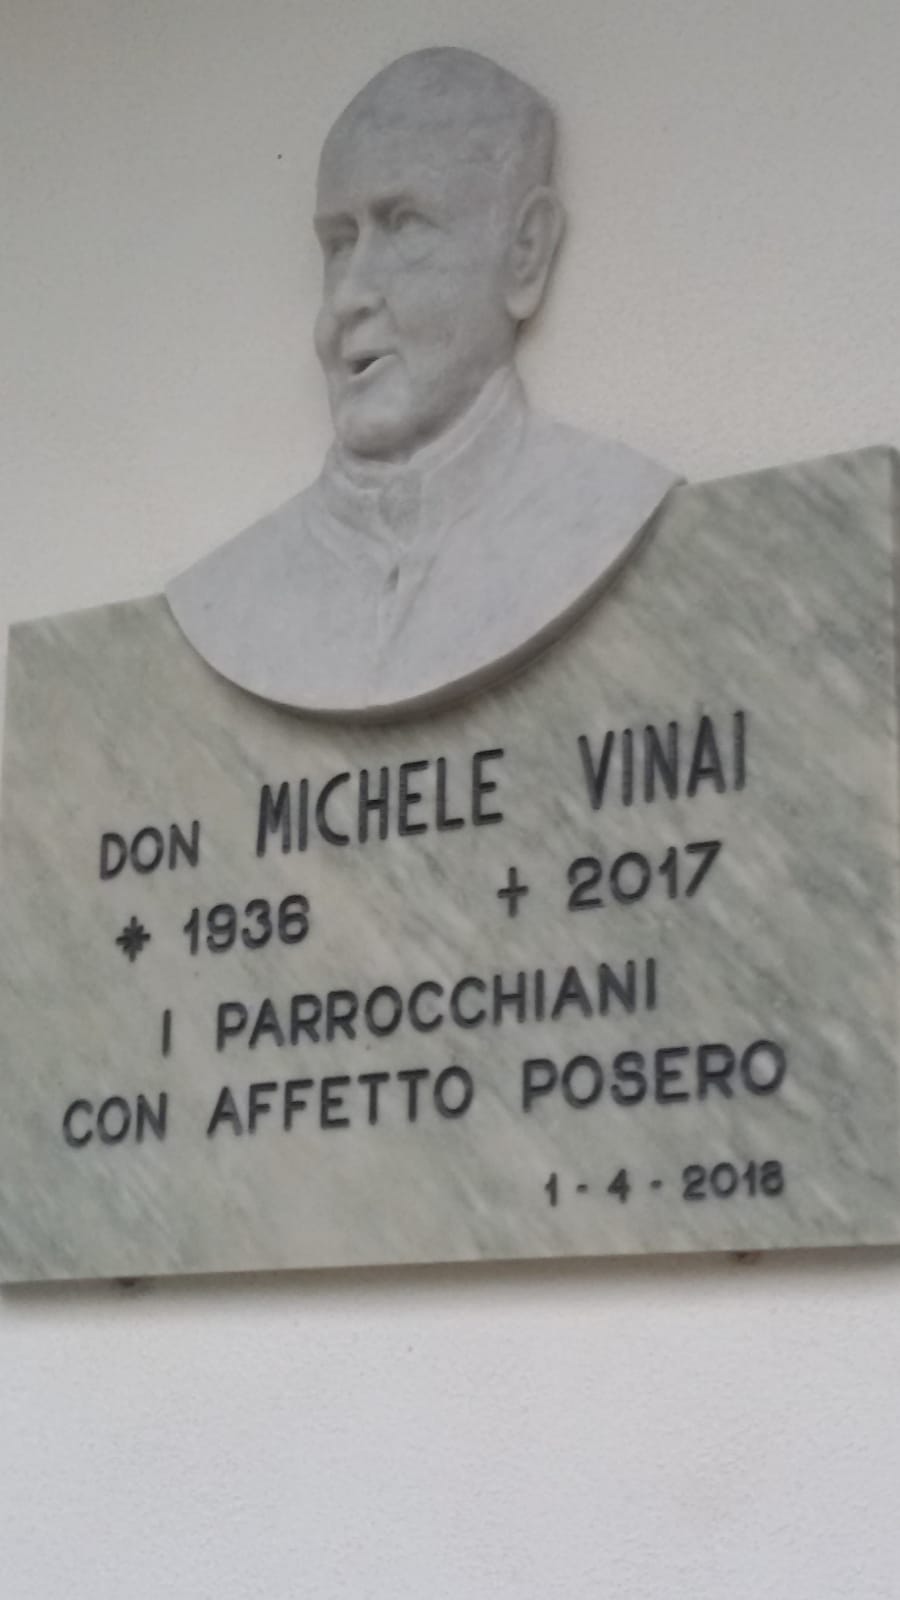 DON MICHELE VINAI
* 1936 † 2017
I PARROCCHIANI
CON AFFETTO POSERO
1 - 4 - 2018